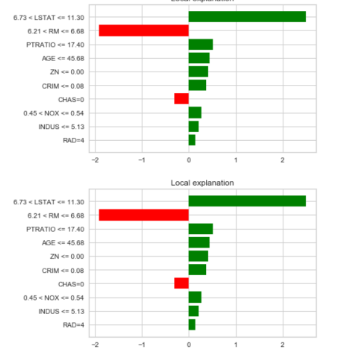 Local explanation
6.73 < LSTAT <= 11.30
6.21 < RM <= 6.68
PTRATIO <= 17.40
AGE <= 45.68
ZN <= 0.00
CRIM <= 0.08
CHAS=0
0.45 < NOX <= 0.54
INDUS <= 5.13
RAD=4
−2 −1 0 1 2
Local explanation
6.73 < LSTAT <= 11.30
6.21 < RM <= 6.68
PTRATIO <= 17.40
AGE <= 45.68
ZN <= 0.00
CRIM <= 0.08
CHAS=0
0.45 < NOX <= 0.54
INDUS <= 5.13
RAD=4
−2 −1 0 1 2